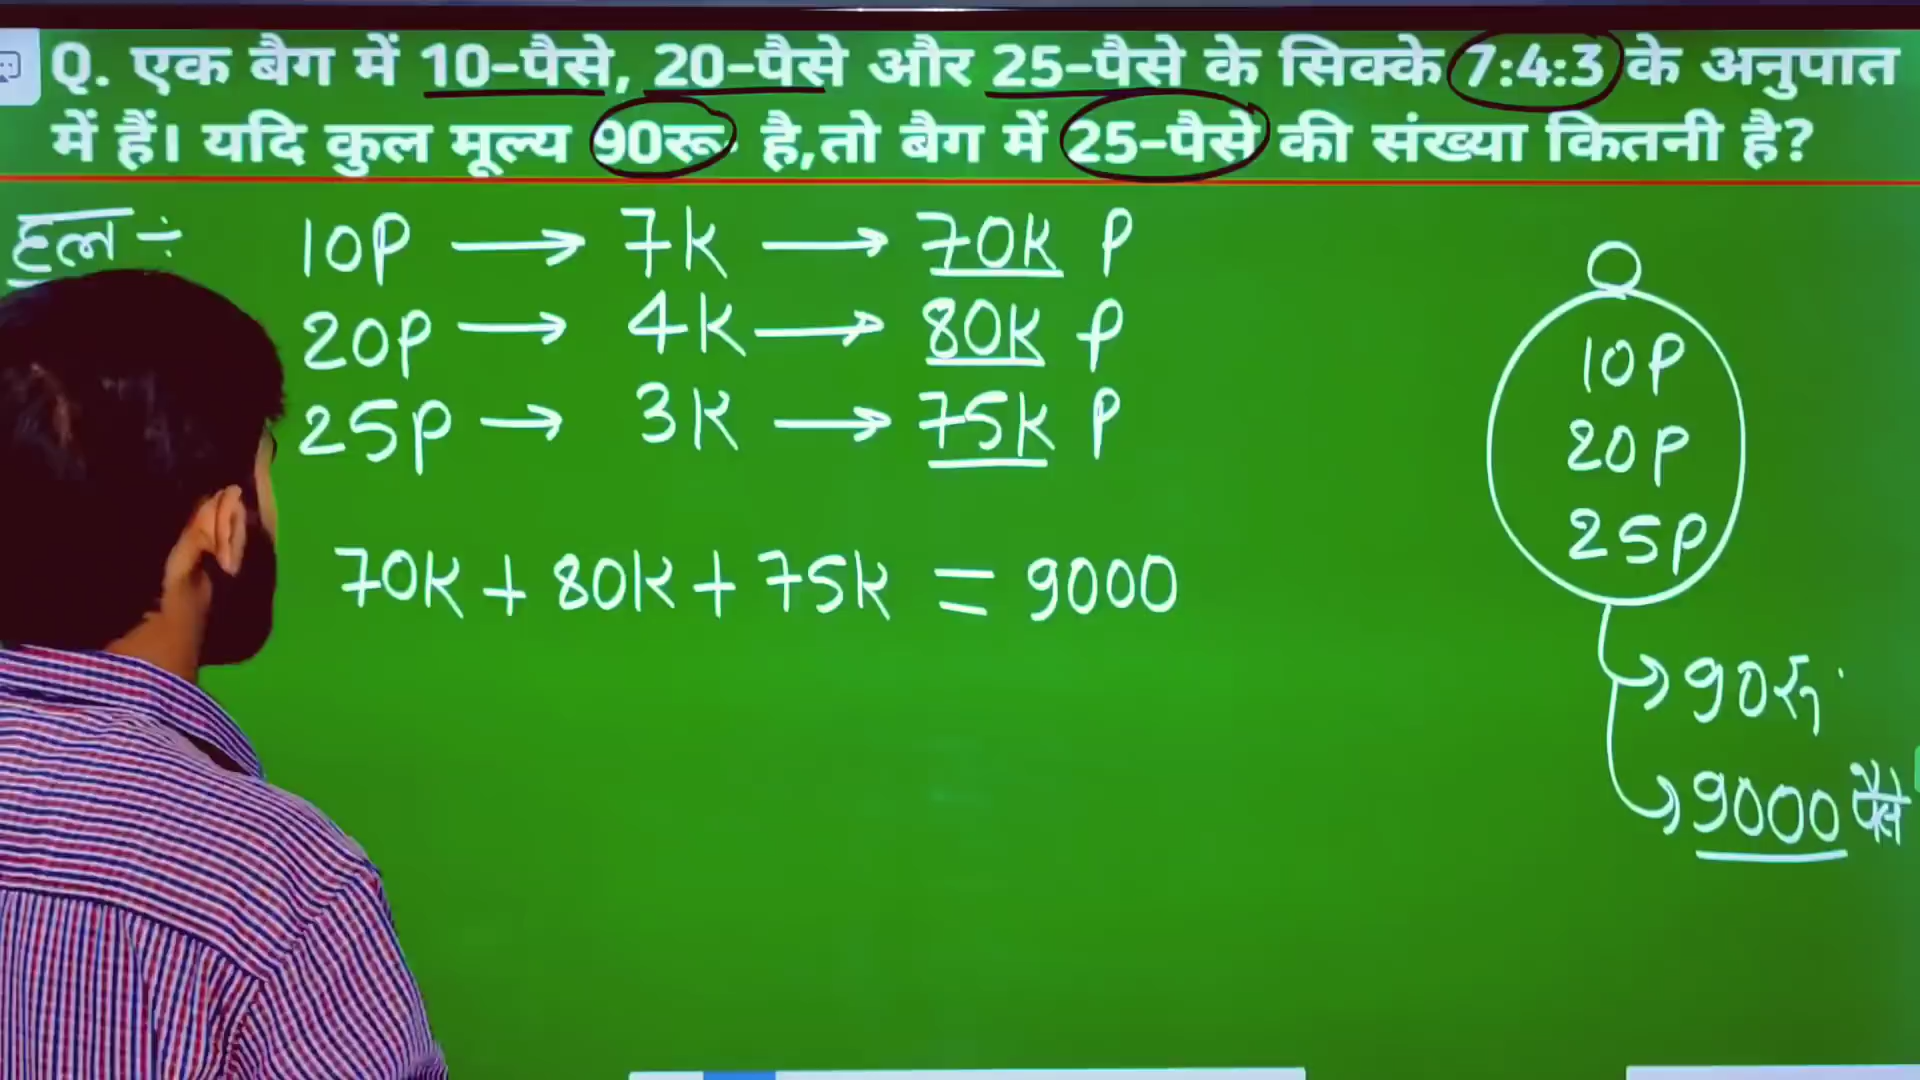 Q. एक बैग में 10-पैसे, 20-पैसे और 25-पैसे के सिक्के 7:4:3 के अनुपात
में हैं। यदि कुल मूल्य 90रू है,तो बैग में 25-पैसे की संख्या कितनी है?
हल ÷
10P → 7K → 70K P
20P → 4K → 80K P
25P → 3K → 75K P
70K + 80K + 75K = 9000
10P
20P
25P
90रु
9000 पैसे